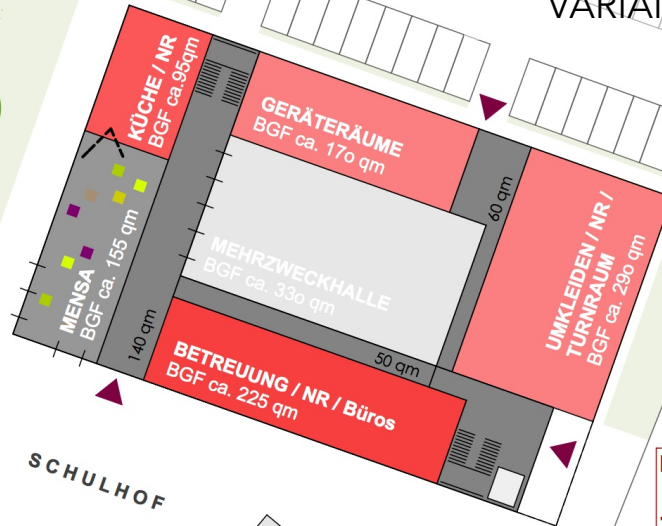 VARIAN
KÜCHE / NR
BGF ca.95qm
GERÄTERÄUME
BGF ca. 17o qm
60 qm
UMKLEIDEN / NR /
TURNRAUM
BGF ca. 29o qm
MEHRZWECKHALLE
BGF ca. 33o qm
MENSA
BGF ca. 155 qm
140 qm
50 qm
BETREUUNG / NR / Büros
BGF ca. 225 qm
SCHULHOF